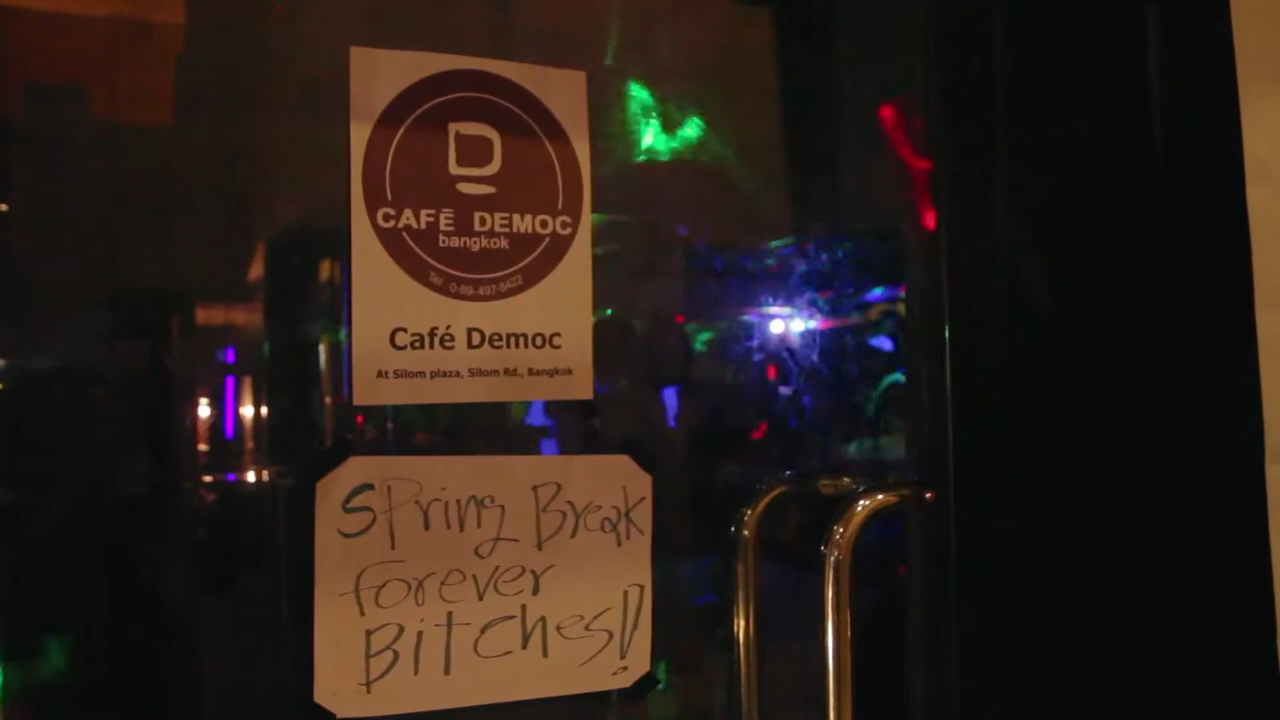 D
CAFĒ DEMOC
bangkok
Tel. 0-89-497-8422
Café Democ
At Silom plaza, Silom Rd., Bangkok
Spring Break
forever
Bitches!!